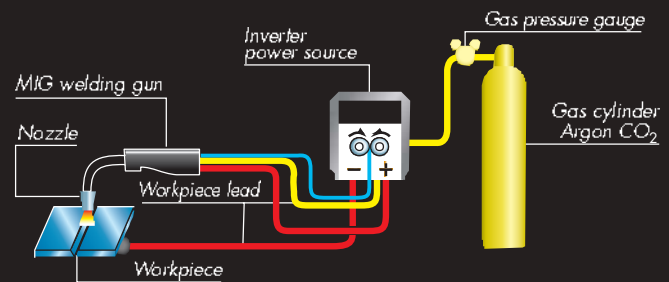 Gas pressure gauge
Inverter
power source
MIG welding gun
Gas cylinder
Argon CO₂
Nozzle
− +
Workpiece lead
Workpiece